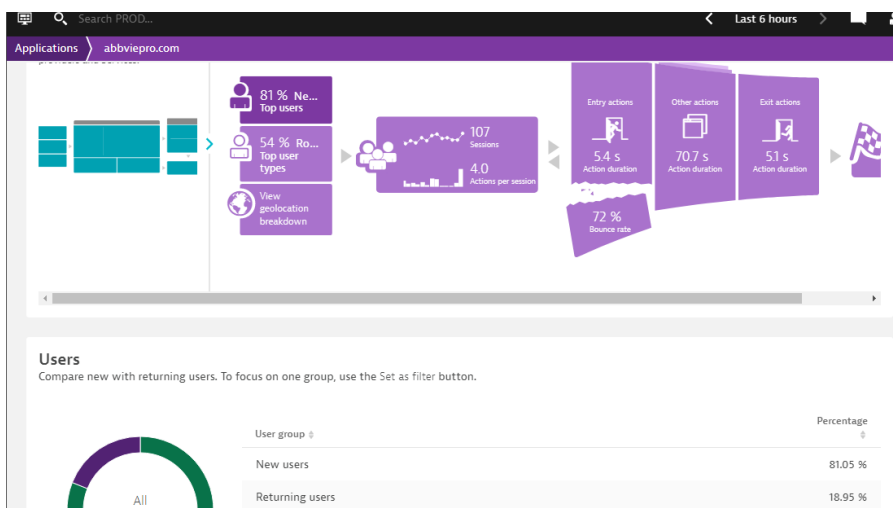 Search PROD...
Last 6 hours
Applications
abbviepro.com
81 % Ne...
Top users
54 % Ro...
Top user
types
View
geolocation
breakdown
107
Sessions
4.0
Actions per session
Entry actions
5.4 s
Action duration
72 %
Bounce rate
Other actions
70.7 s
Action duration
Exit actions
5.1 s
Action duration
Users
Compare new with returning users. To focus on one group, use the Set as filter button.
User group
Percentage
New users
81.05 %
Returning users
18.95 %
All